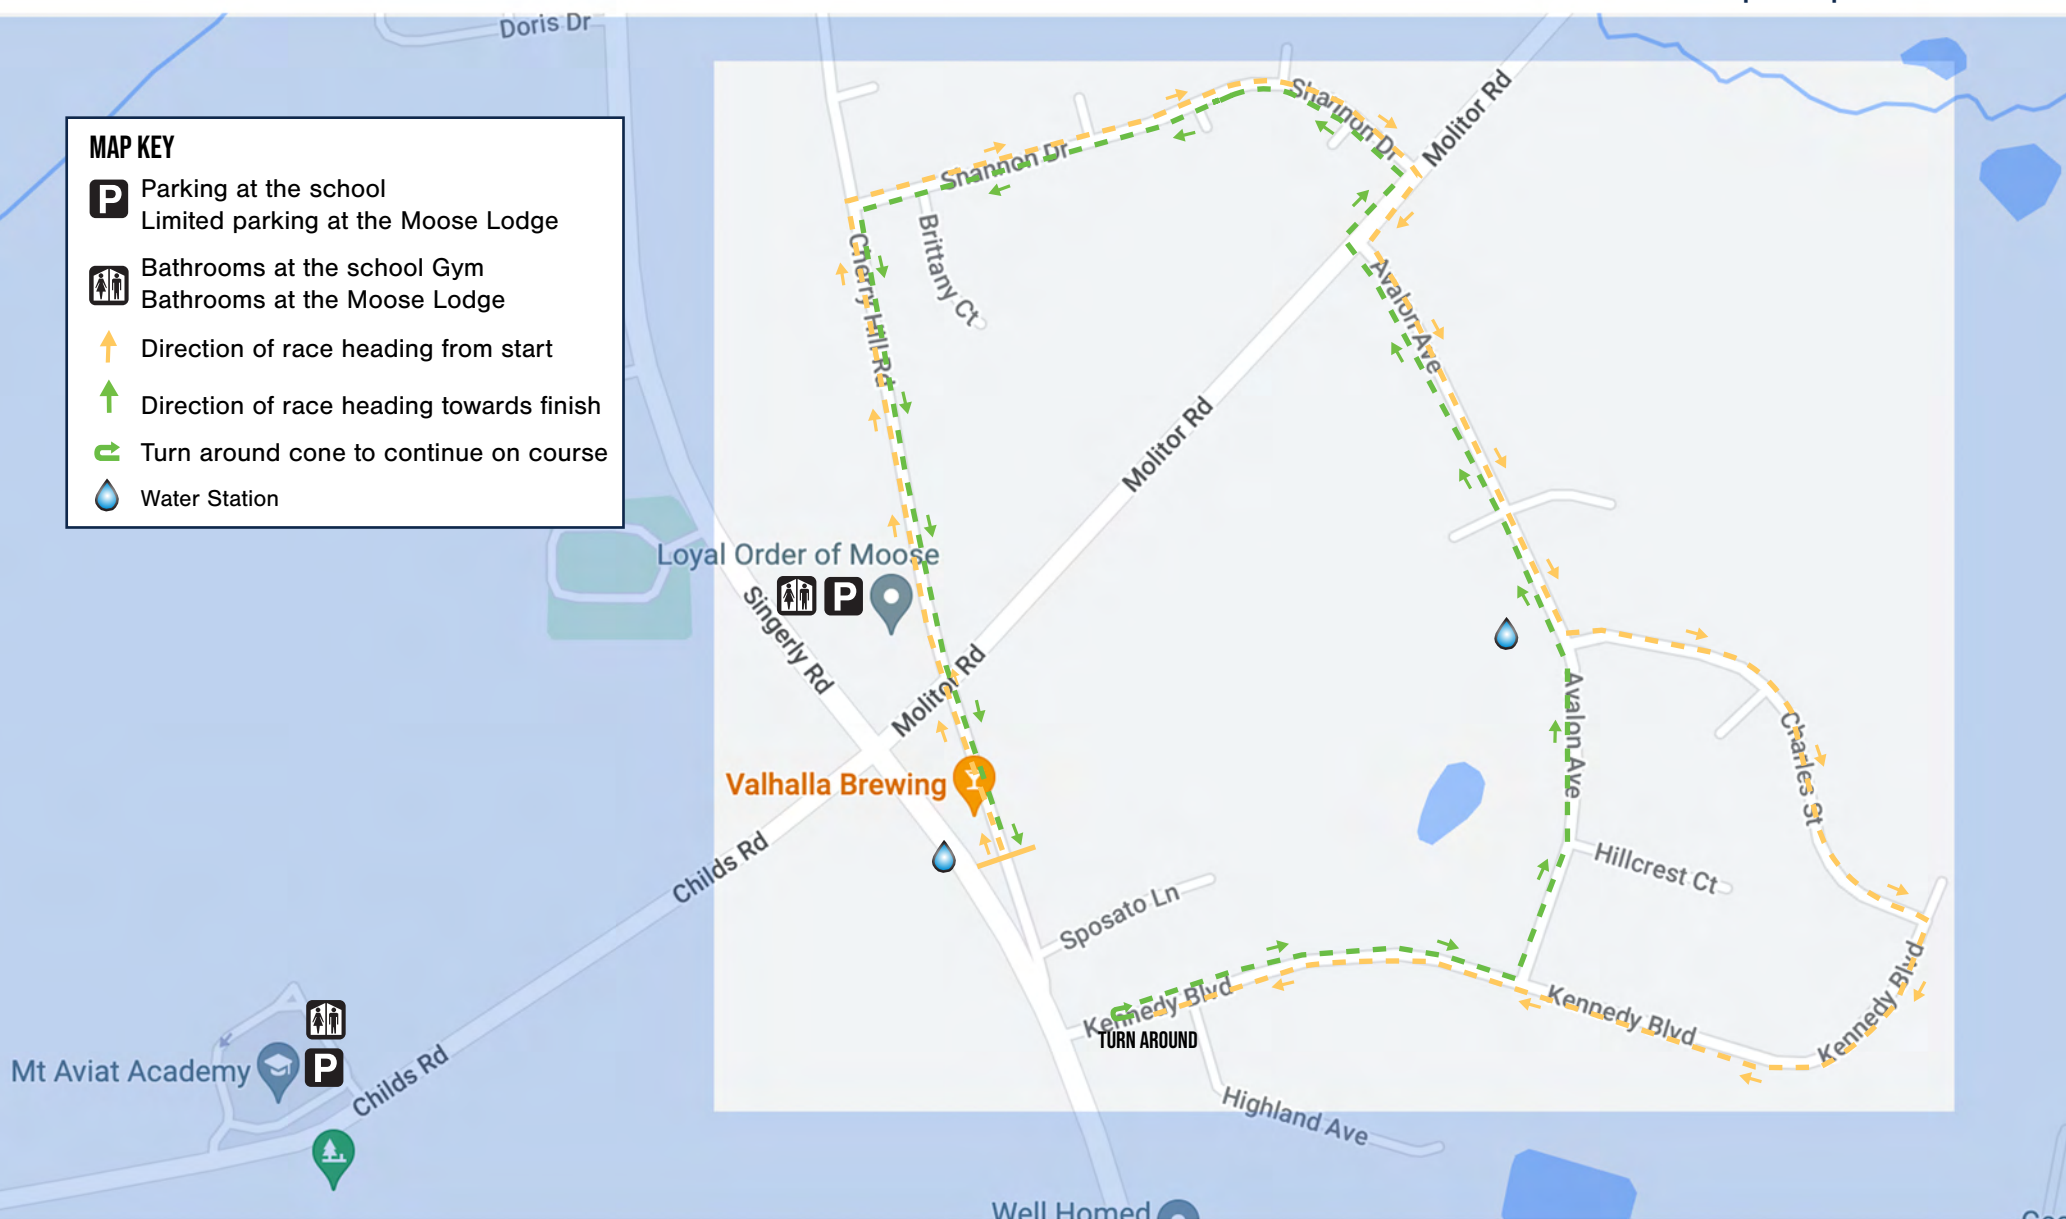 Doris Dr
MAP KEY
P
Parking at the school
Limited parking at the Moose Lodge
Bathrooms at the school Gym
Bathrooms at the Moose Lodge
Direction of race heading from start
Direction of race heading towards finish
Turn around cone to continue on course
Water Station
Shannon Dr
Molitor Rd
Shannon Dr
Brittany Ct
Cherry Hill Rd
Avalon Ave
Molitor Rd
Loyal Order of Moose
P
Singerly Rd
Molitor Rd
Avalon Ave
Charles St
Valhalla Brewing
Childs Rd
Hillcrest Ct
Sposato Ln
Kennedy Blvd
Kennedy Blvd
Kennedy Blvd
TURN AROUND
Mt Aviat Academy
P
Childs Rd
Highland Ave
Well Homed